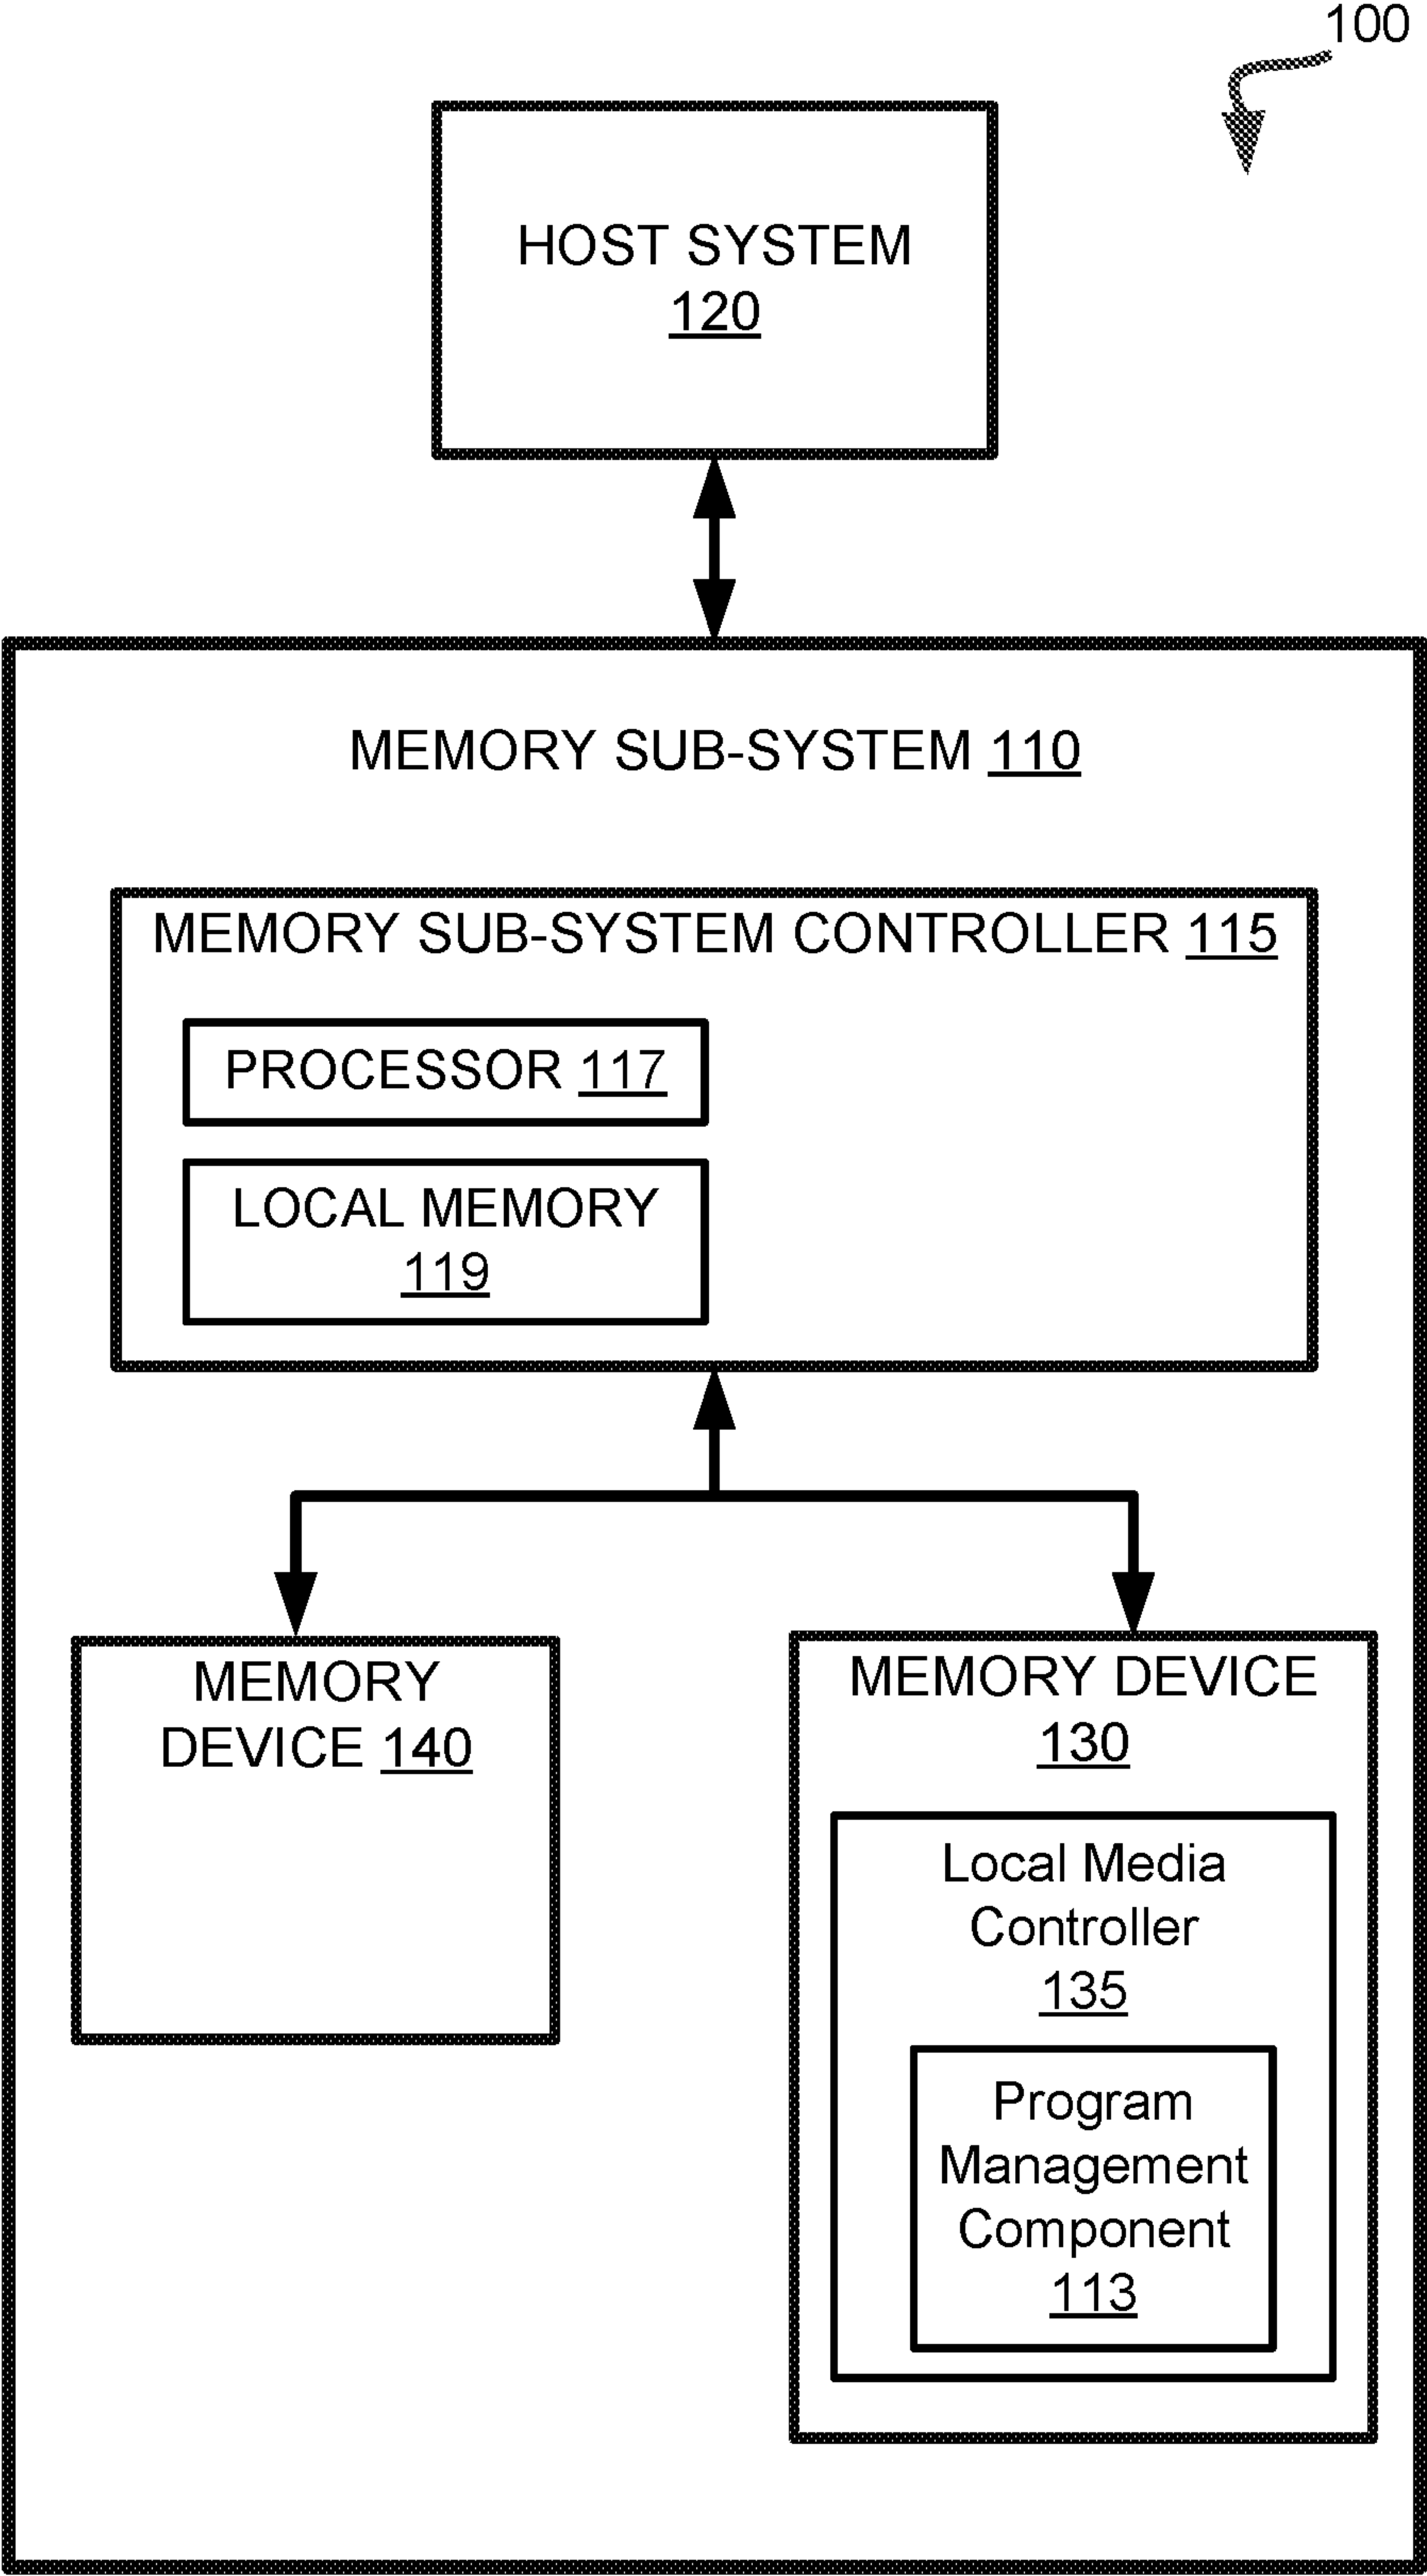 100
HOST SYSTEM
120
MEMORY SUB-SYSTEM 110
MEMORY SUB-SYSTEM CONTROLLER 115
PROCESSOR 117
LOCAL MEMORY
119
MEMORY
DEVICE 140
MEMORY DEVICE
130
Local Media
Controller
135
Program
Management
Component
113